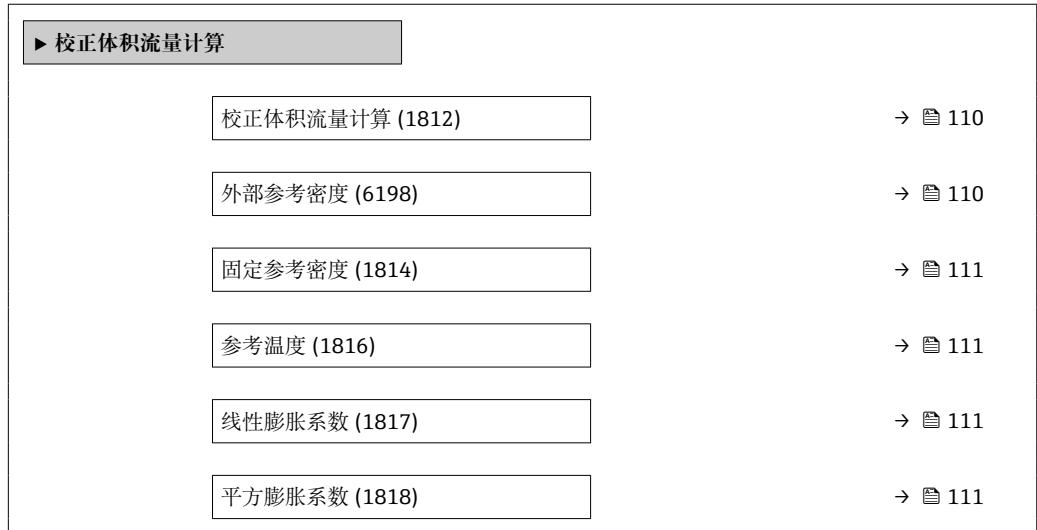 ▶ 校正体积流量计算
校正体积流量计算 (1812) → 🖹 110
外部参考密度 (6198) → 🖹 110
固定参考密度 (1814) → 🖹 111
参考温度 (1816) → 🖹 111
线性膨胀系数 (1817) → 🖹 111
平方膨胀系数 (1818) → 🖹 111